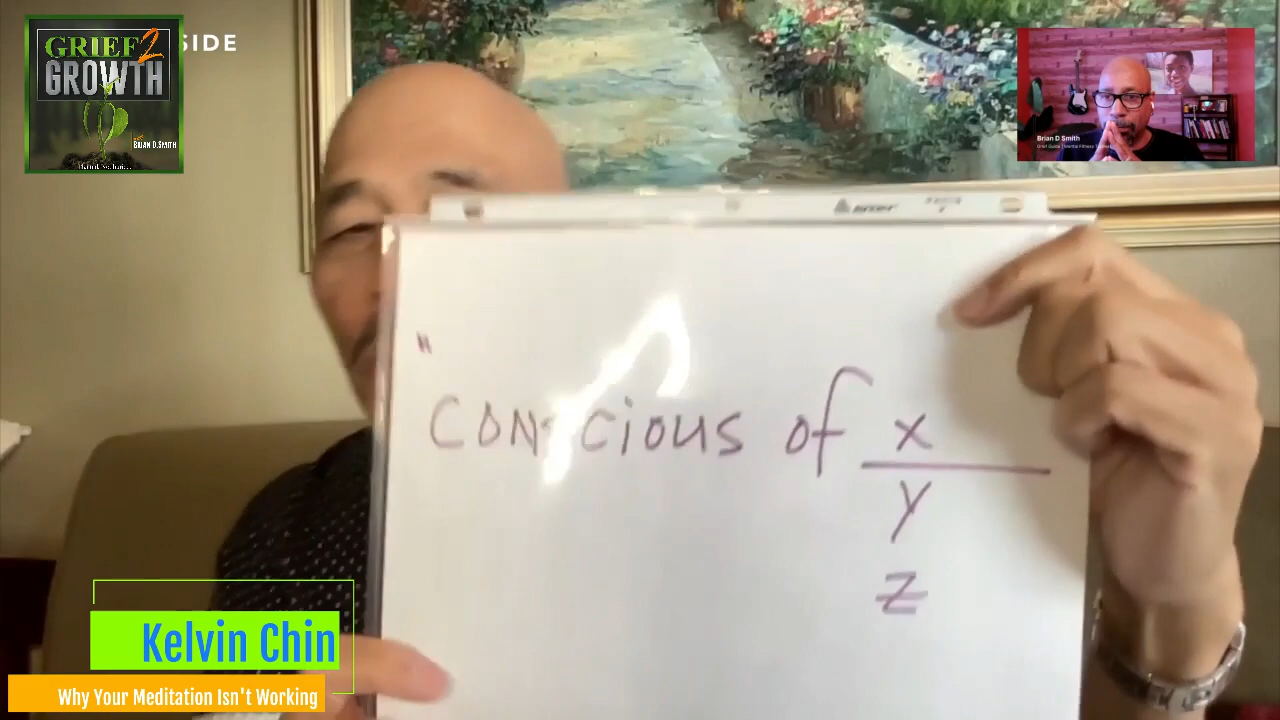 GRIEF 2
GROWTH
BRIAN D. SMITH
SIDE
Brian D Smith
"
Conscious of x
y
z
Kelvin Chin
Why Your Meditation Isn't Working